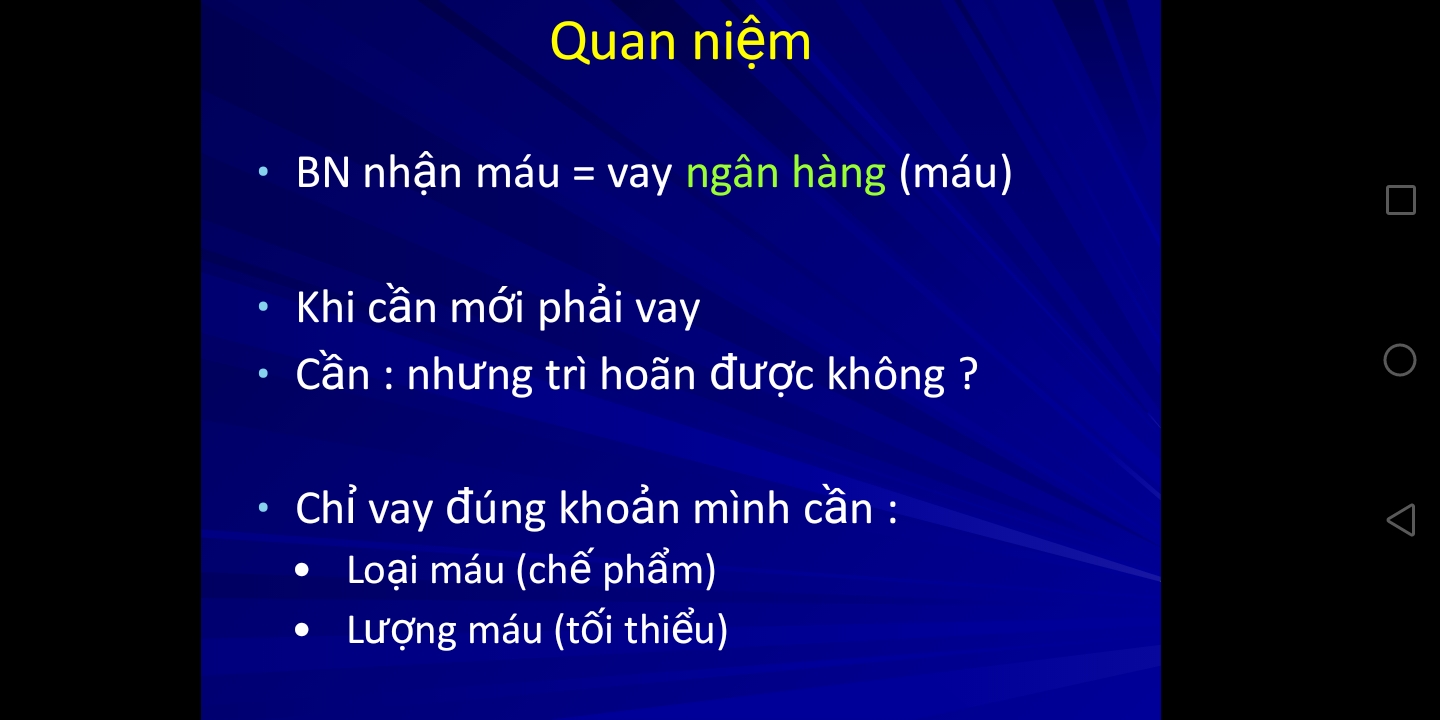 Quan niệm
• BN nhận máu = vay ngân hàng (máu)
• Khi cần mới phải vay
• Cần : nhưng trì hoãn được không ?
• Chỉ vay đúng khoản mình cần :
• Loại máu (chế phẩm)
• Lượng máu (tối thiểu)